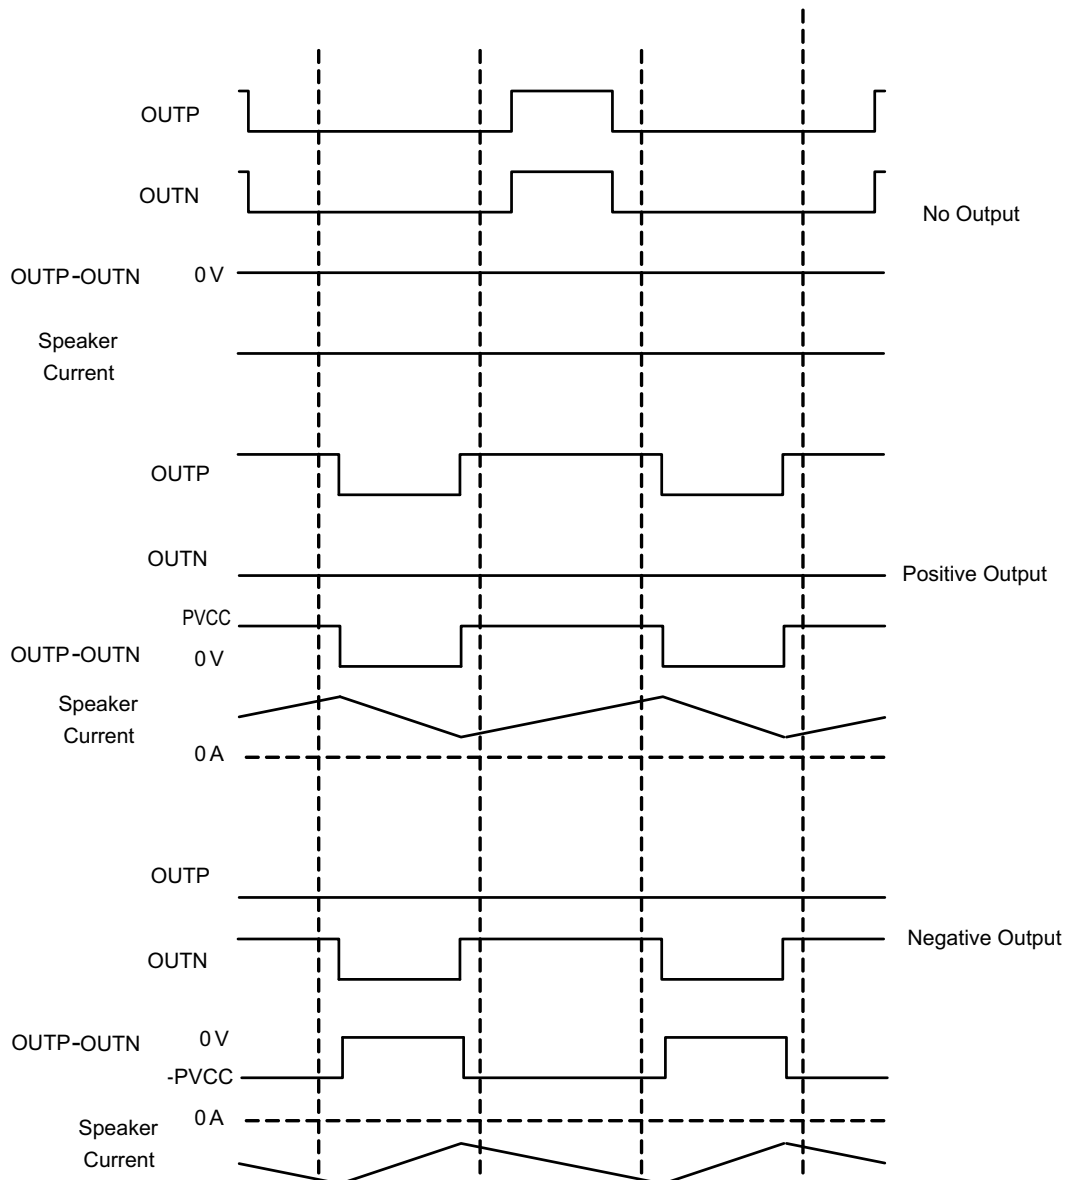 OUTP
OUTN
No Output
OUTP-OUTN 0 V
Speaker
Current
OUTP
OUTN
Positive Output
PVCC
OUTP-OUTN 0 V
Speaker
Current
0 A
OUTP
Negative Output
OUTN
OUTP-OUTN 0 V
-PVCC
0 A
Speaker
Current